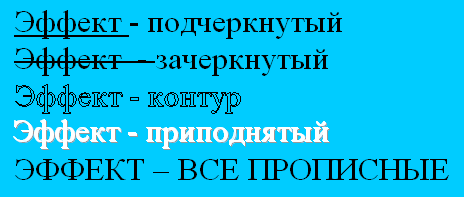 Эффект - подчеркнутый
Эффект - зачеркнутый
Эффект - контур
Эффект - приподнятый
ЭФФЕКТ – ВСЕ ПРОПИСНЫЕ